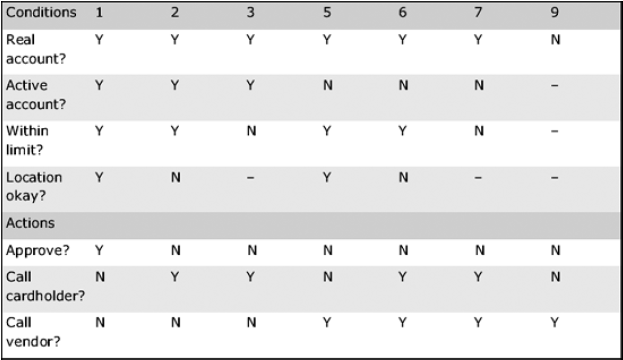 Conditions 1 2 3 5 6 7 9
Real Y Y Y Y Y Y N
account?
Active Y Y Y N N N –
account?
Within Y Y N Y Y N –
limit?
Location Y N – Y N – –
okay?
Actions
Approve? Y N N N N N N
Call N Y Y N Y Y N
cardholder?
Call N N N Y Y Y Y
vendor?